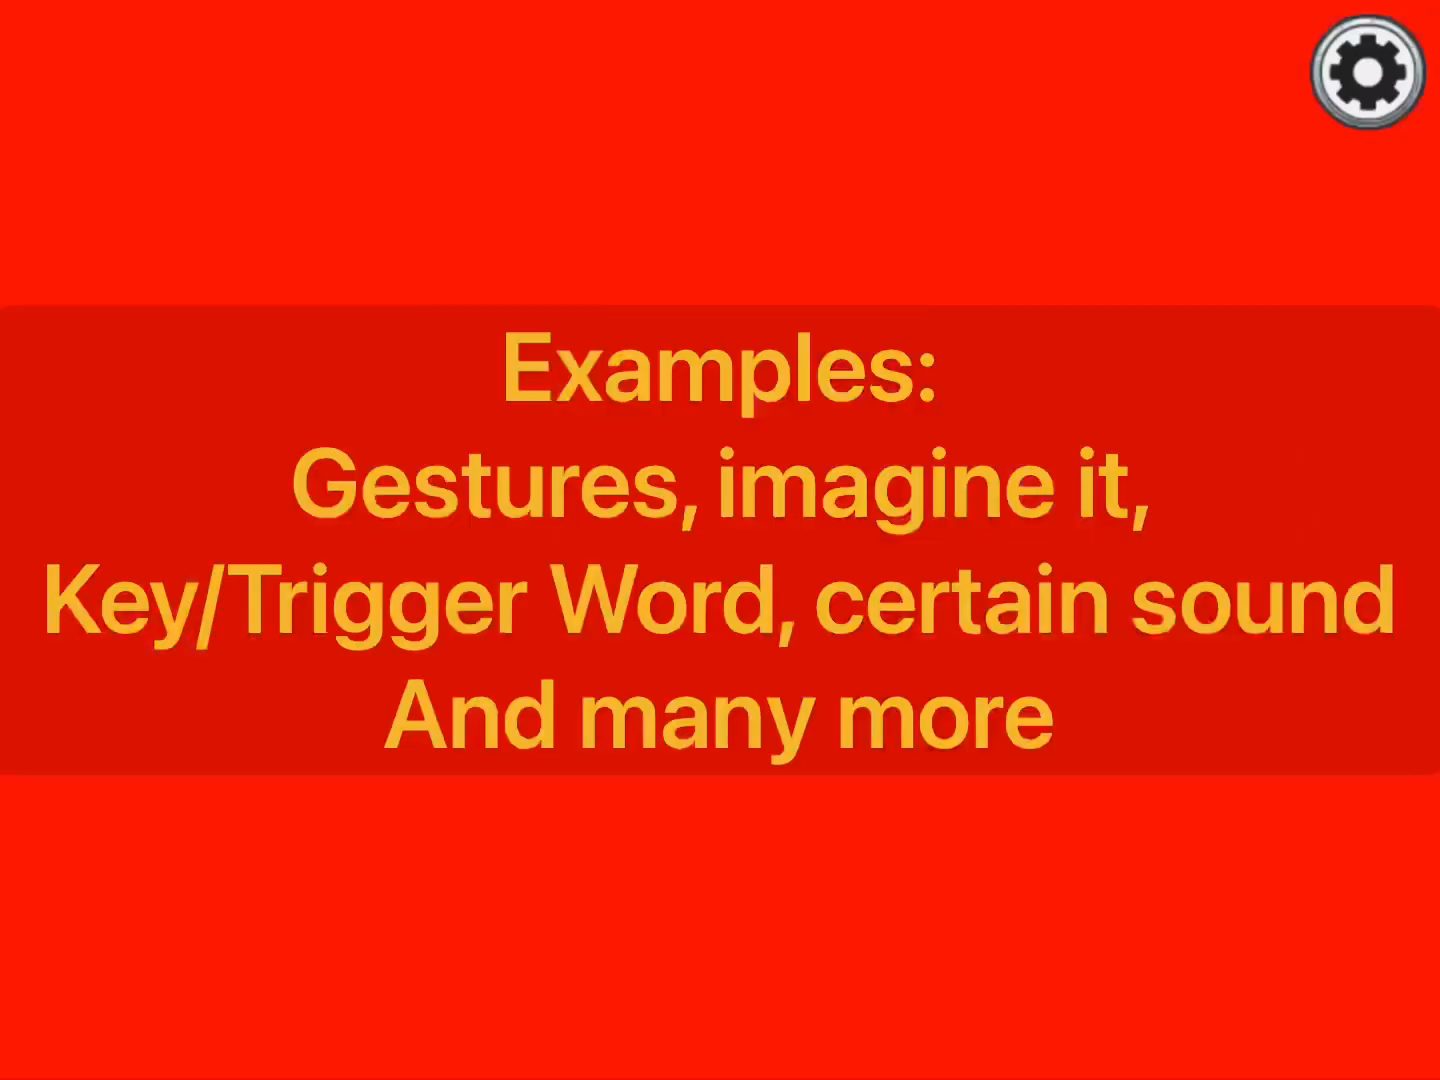 Examples:
Gestures, imagine it,
Key/Trigger Word, certain sound
And many more